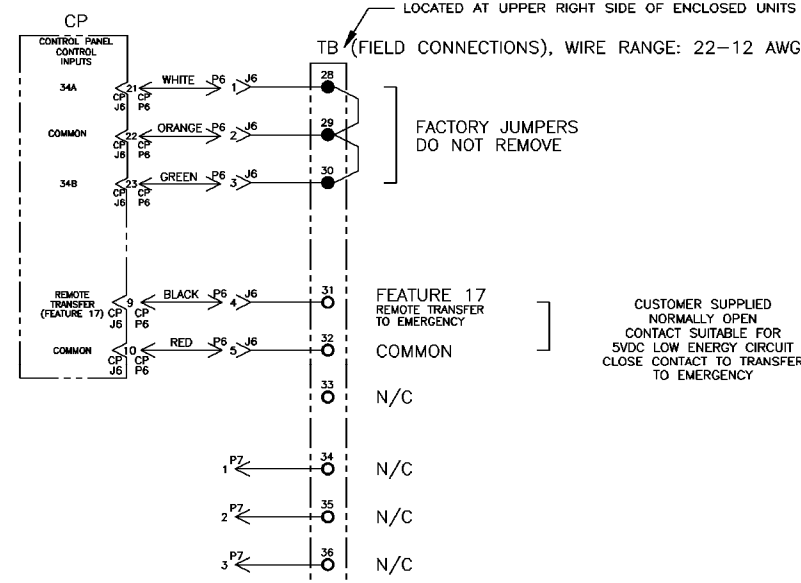 LOCATED AT UPPER RIGHT SIDE OF ENCLOSED UNITS
CP
TB (FIELD CONNECTIONS), WIRE RANGE: 22-12 AWG
CONTROL PANEL
CONTROL
INPUTS
34A 21 WHITE P6 1 J6 28
CP CP
J6 P6
COMMON 22 ORANGE P6 2 J6 29
CP CP
J6 P6
34B 23 GREEN P6 3 J6 30
CP CP
J6 P6
FACTORY JUMPERS
DO NOT REMOVE
REMOTE
TRANSFER
(FEATURE 17)
9 BLACK P6 4 J6 31
CP CP
J6 P6
FEATURE 17
REMOTE TRANSFER
TO EMERGENCY
COMMON 10 RED P6 5 J6 32
CP CP
J6 P6
COMMON
CUSTOMER SUPPLIED
NORMALLY OPEN
CONTACT SUITABLE FOR
5VDC LOW ENERGY CIRCUIT
CLOSE CONTACT TO TRANSFER
TO EMERGENCY
33 N/C
1 P7 34 N/C
2 P7 35 N/C
3 P7 36 N/C